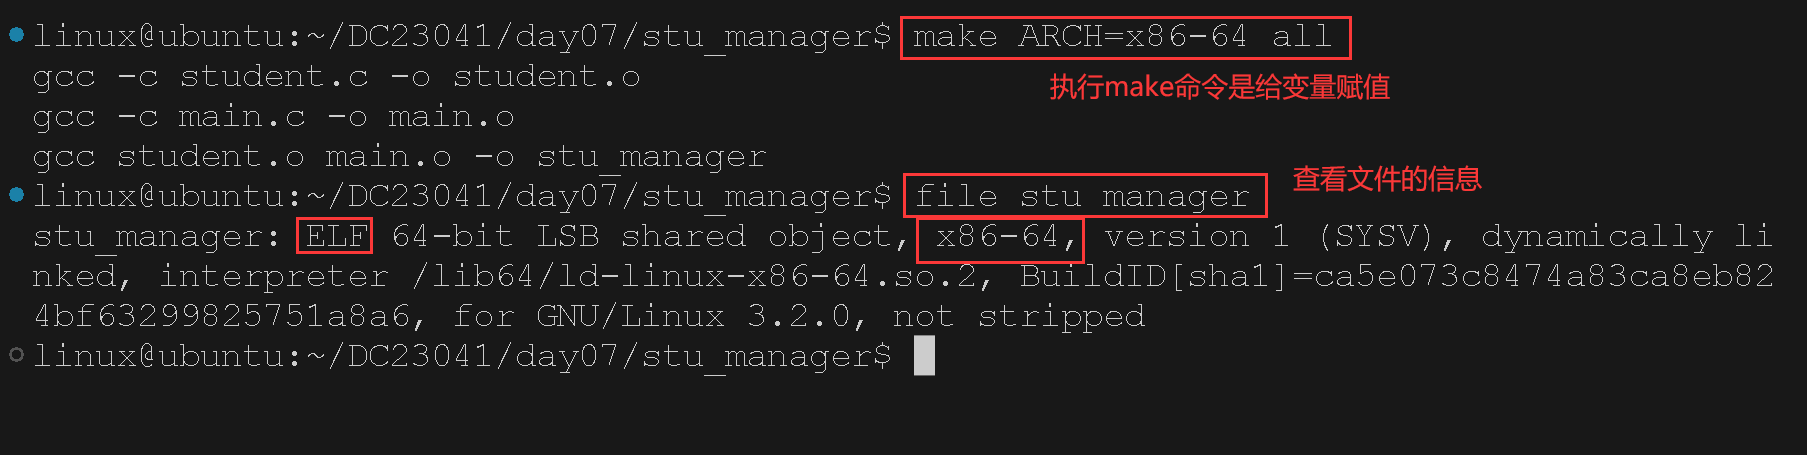 linux@ubuntu:~/DC23041/day07/stu_manager$ make ARCH=x86-64 all
gcc -c student.c -o student.o
执行make命令是给变量赋值
gcc -c main.c -o main.o
gcc student.o main.o -o stu_manager
查看文件的信息
linux@ubuntu:~/DC23041/day07/stu_manager$ file stu_manager
stu_manager: ELF 64-bit LSB shared object, x86-64, version 1 (SYSV), dynamically li
nked, interpreter /lib64/ld-linux-x86-64.so.2, BuildID[sha1]=ca5e073c8474a83ca8eb82
4bf63299825751a8a6, for GNU/Linux 3.2.0, not stripped
linux@ubuntu:~/DC23041/day07/stu_manager$